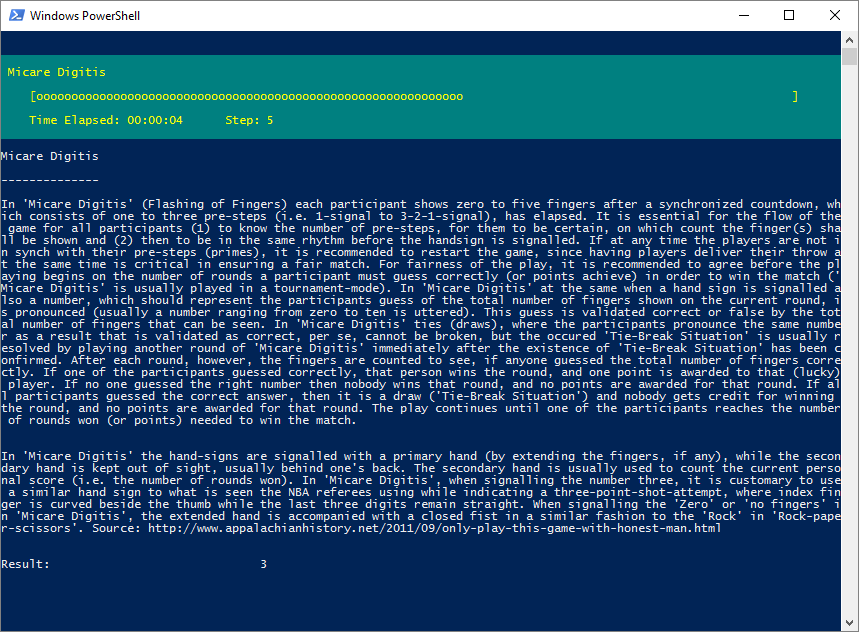 Windows PowerShell
Micare Digitis
[ooooooooooooooooooooooooooooooooooooooooooooooooooooooooooooo                                               ]
Time Elapsed: 00:00:04      Step: 5
Micare Digitis
--------------
In 'Micare Digitis' (Flashing of Fingers) each participant shows zero to five fingers after a synchronized countdown, wh
ich consists of one to three pre-steps (i.e. 1-signal to 3-2-1-signal), has elapsed. It is essential for the flow of the
 game for all participants (1) to know the number of pre-steps, for them to be certain, on which count the finger(s) sha
ll be shown and (2) then to be in the same rhythm before the handsign is signalled. If at any time the players are not i
n synch with their pre-steps (primes), it is recommended to restart the game, since having players deliver their throw a
t the same time is critical in ensuring a fair match. For fairness of the play, it is recommended to agree before the pl
aying begins on the number of rounds a participant must guess correctly (or points achieve) in order to win the match ('
Micare Digitis' is usually played in a tournament-mode). In 'Micare Digitis' at the same when a hand sign is signalled a
lso a number, which should represent the participants guess of the total number of fingers shown on the current round, i
s pronounced (usually a number ranging from zero to ten is uttered). This guess is validated correct or false by the tot
al number of fingers that can be seen. In 'Micare Digitis' ties (draws), where the participants pronounce the same numbe
r as a result that is validated as correct, per se, cannot be broken, but the occured 'Tie-Break Situation' is usually r
esolved by playing another round of 'Micare Digitis' immediately after the existence of 'Tie-Break Situation' has been c
onfirmed. After each round, however, the fingers are counted to see, if anyone guessed the total number of fingers corre
ctly. If one of the participants guessed correctly, that person wins the round, and one point is awarded to that (lucky)
 player. If no one guessed the right number then nobody wins that round, and no points are awarded for that round. If al
l participants guessed the correct answer, then it is a draw ('Tie-Break Situation') and nobody gets credit for winning
the round, and no points are awarded for that round. The play continues until one of the participants reaches the number
 of rounds won (or points) needed to win the match.
In 'Micare Digitis' the hand-signs are signalled with a primary hand (by extending the fingers, if any), while the secon
dary hand is kept out of sight, usually behind one's back. The secondary hand is usually used to count the current perso
nal score (i.e. the number of rounds won). In 'Micare Digitis', when signalling the number three, it is customary to use
 a similar hand sign to what is seen the NBA referees using while indicating a three-point-shot-attempt, where index fin
ger is curved beside the thumb while the last three digits remain straight. When signalling the 'Zero' or 'no fingers' i
n 'Micare Digitis', the extended hand is accompanied with a closed fist in a similar fashion to the 'Rock' in 'Rock-pape
r-scissors'. Source: http://www.appalachianhistory.net/2011/09/only-play-this-game-with-honest-man.html
Result:                              3